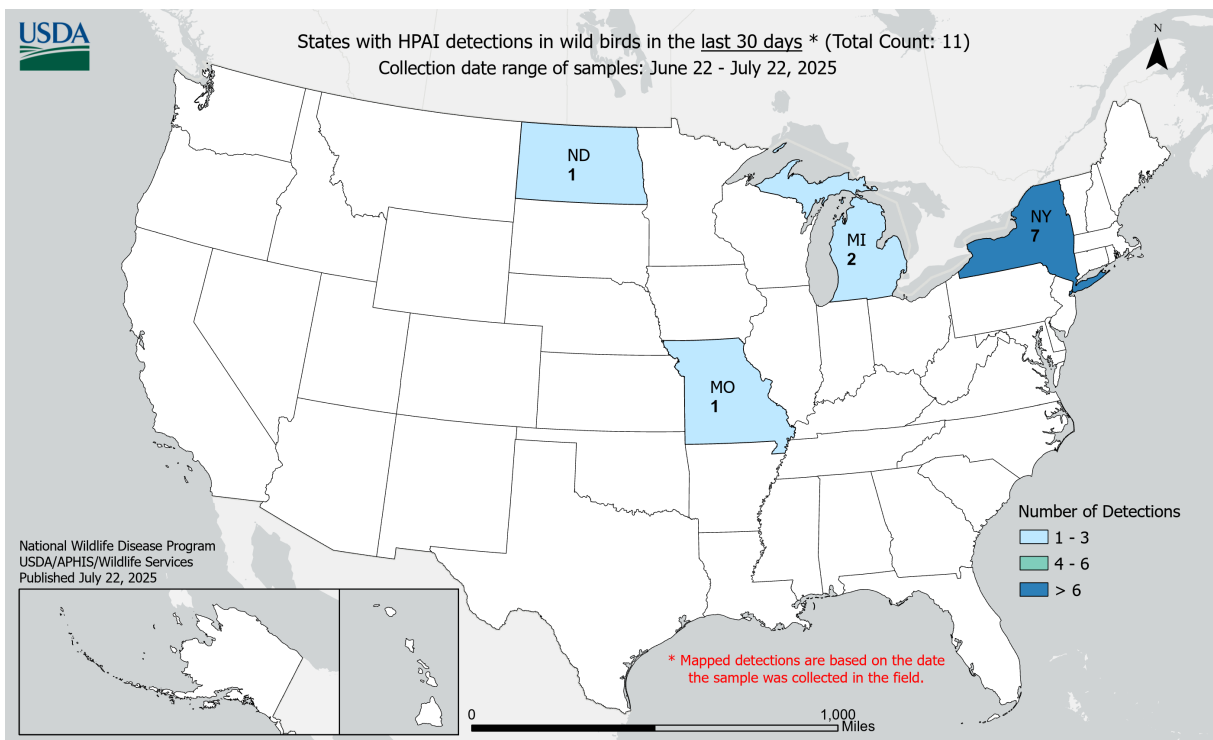 USDA
States with HPAI detections in wild birds in the last 30 days * (Total Count: 11)
Collection date range of samples: June 22 - July 22, 2025
N
ND
1
MI
2
NY
7
MO
1
Number of Detections
1 - 3
4 - 6
> 6
National Wildlife Disease Program
USDA/APHIS/Wildlife Services
Published July 22, 2025
* Mapped detections are based on the date
the sample was collected in the field.
0
1,000
Miles